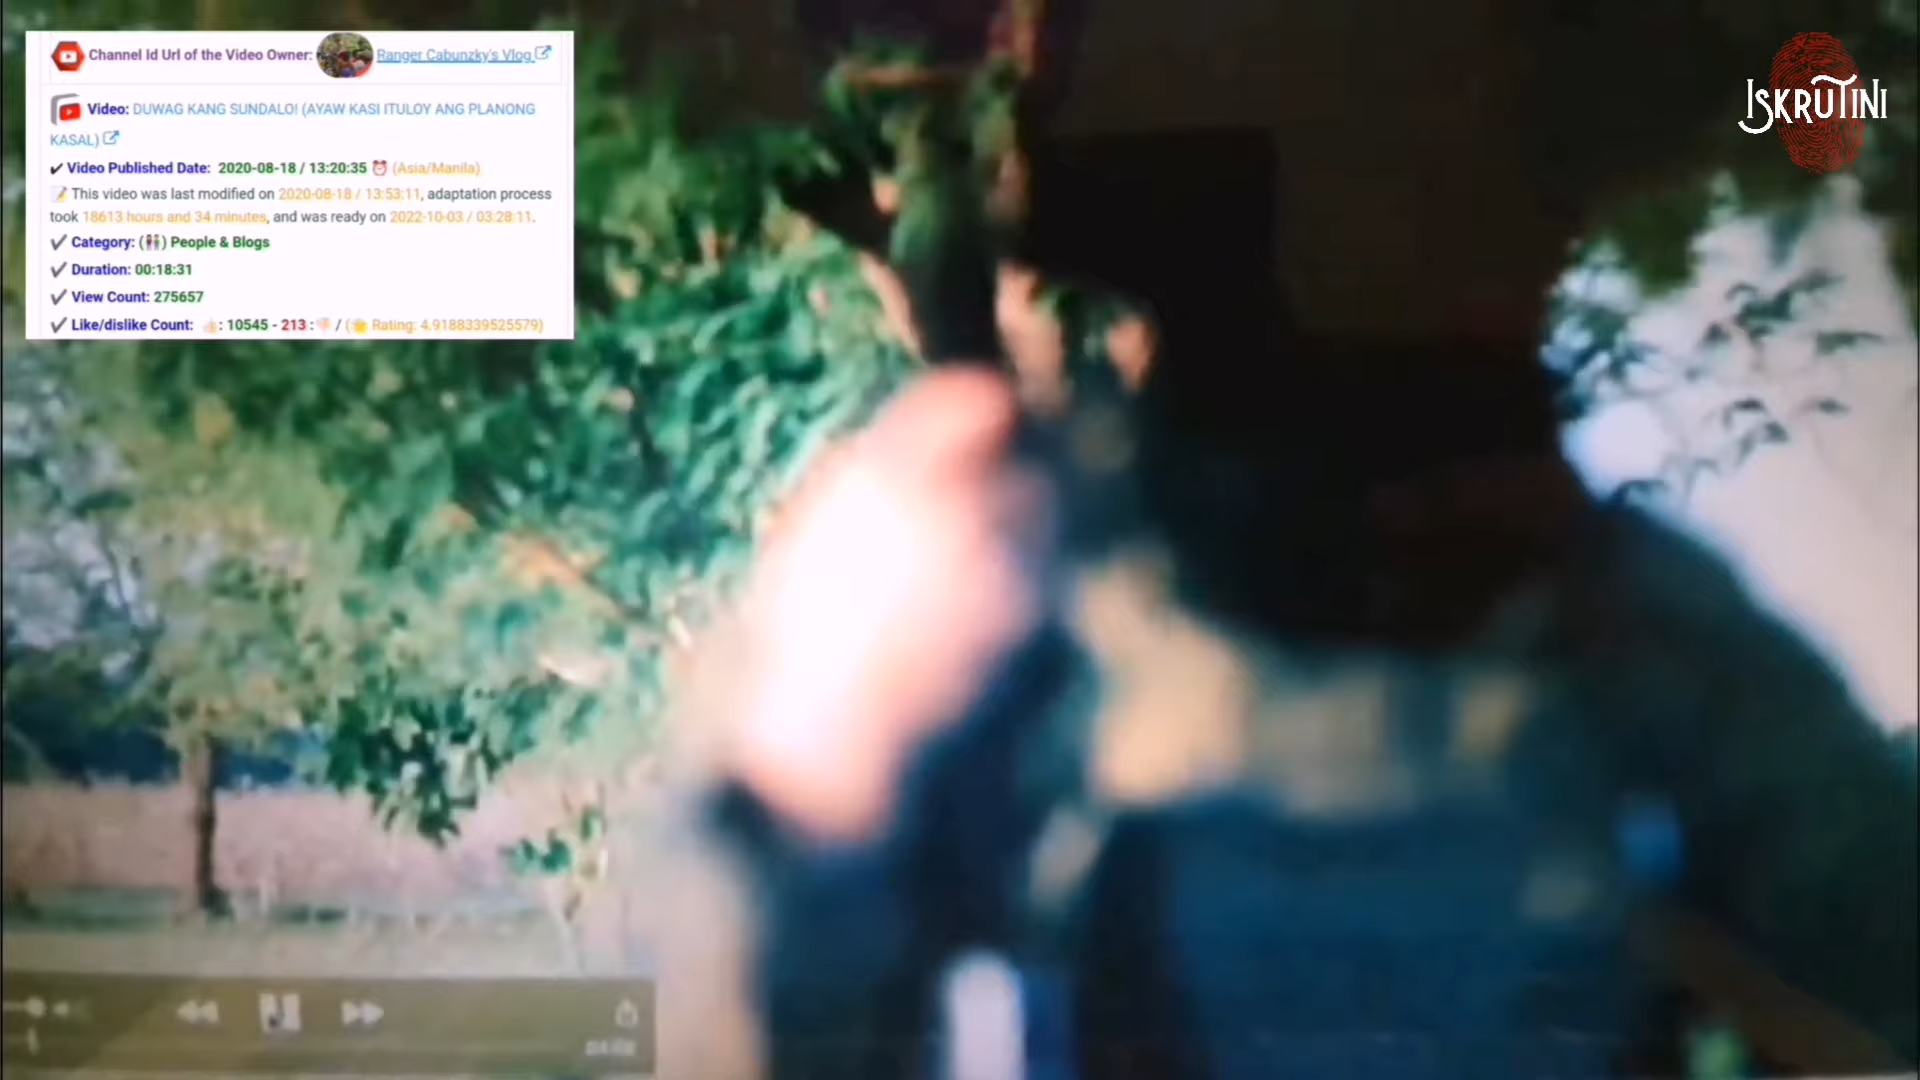 Channel Id Url of the Video Owner: Ranger Cabunzky's Vlog
Video: DUWAG KANG SUNDALO! (AYAW KASI ITULOY ANG PLANONG
KASAL)
Video Published Date: 2020-08-18 / 13:20:35 (Asia/Manila)
This video was last modified on 2020-08-18 / 13:53:11, adaptation process
took 18613 hours and 34 minutes, and was ready on 2022-10-03 / 03:28:11.
Category: ( ) People & Blogs
Duration: 00:18:31
View Count: 275657
Like/dislike Count: : 10545 - 213 : / ( Rating: 4.9188339525579)
ISKRUTINI